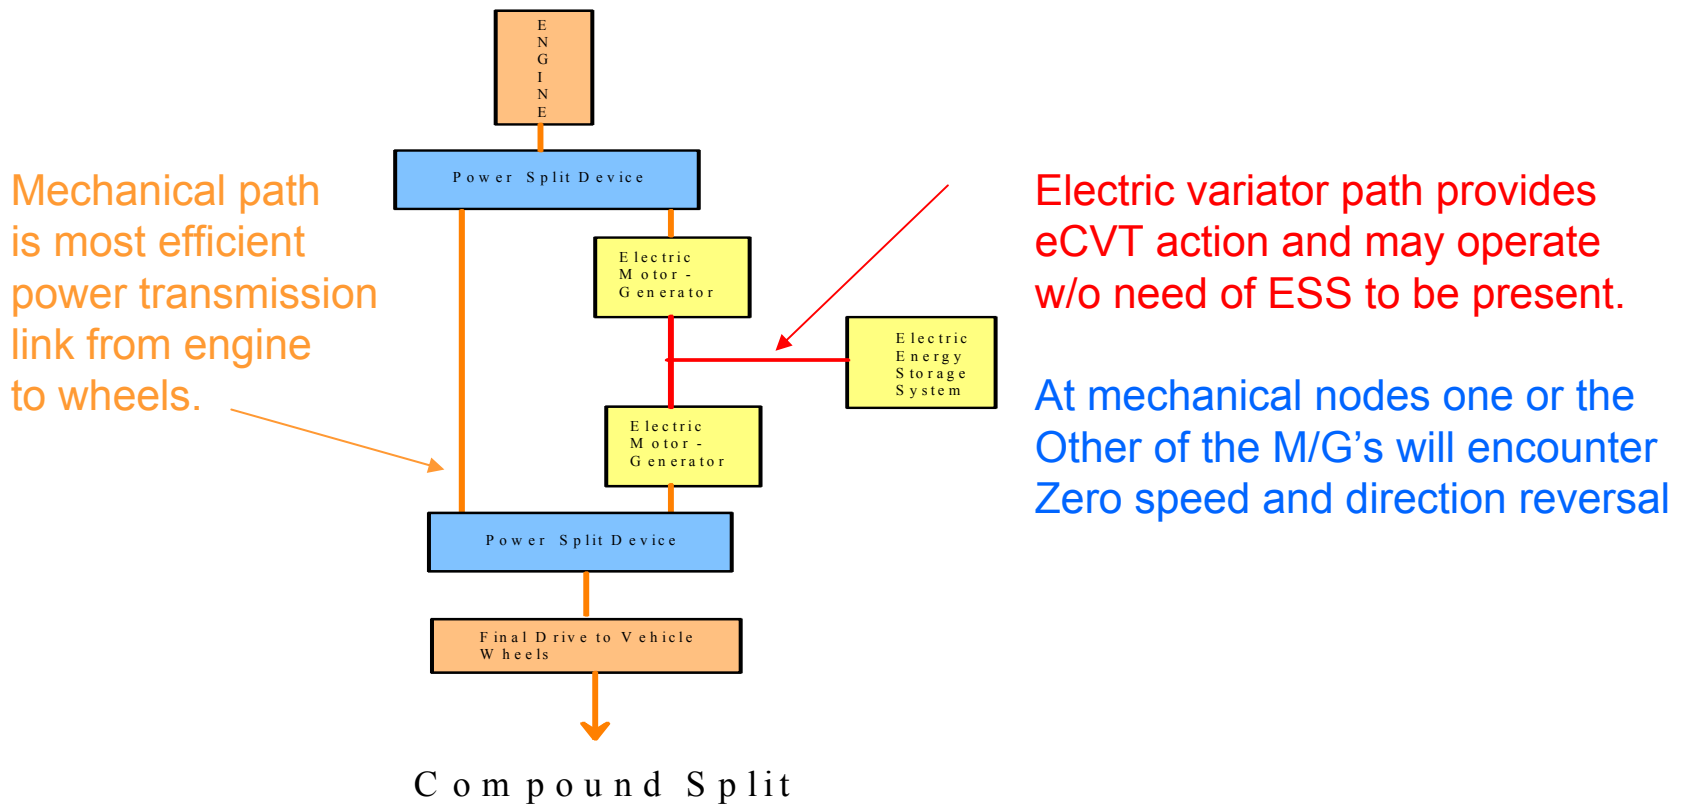 E
N
G
I
N
E
Power Split Device
Mechanical path
is most efficient
power transmission
link from engine
to wheels.
Electric
Motor -
Generator
Electric variator path provides
eCVT action and may operate
w/o need of ESS to be present.
Electric
Energy
Storage
System
At mechanical nodes one or the
Other of the M/G's will encounter
Zero speed and direction reversal
Electric
Motor -
Generator
Power Split Device
Final Drive to Vehicle
Wheels
Compound Split